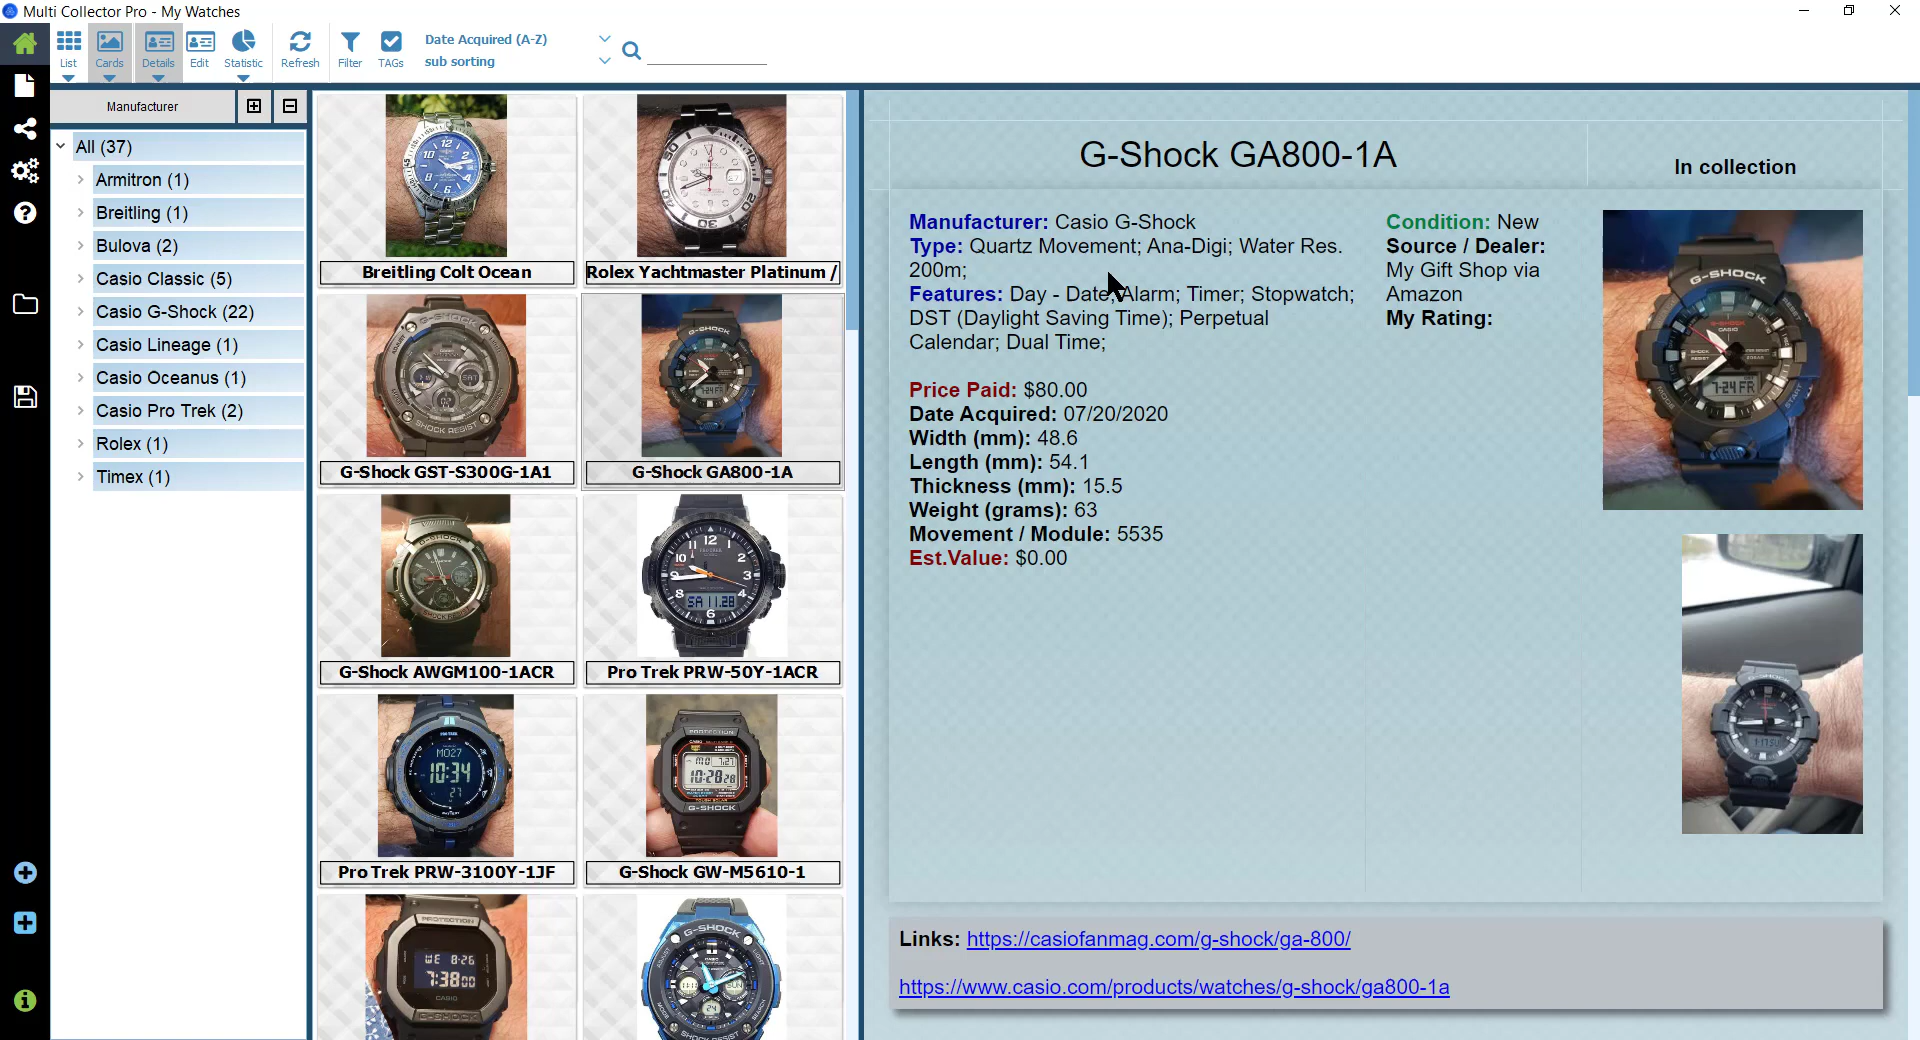 Multi Collector Pro - My Watches
List
Cards
Details
Edit
Statistic
Refresh
Filter
TAGs
Date Acquired (A-Z)
sub sorting
Manufacturer
All (37)
Armitron (1)
Breitling (1)
Bulova (2)
Casio Classic (5)
Casio G-Shock (22)
Casio Lineage (1)
Casio Oceanus (1)
Casio Pro Trek (2)
Rolex (1)
Timex (1)
Breitling Colt Ocean
Rolex Yachtmaster Platinum /
G-Shock GST-S300G-1A1
G-Shock GA800-1A
G-Shock AWGM100-1ACR
Pro Trek PRW-50Y-1ACR
Pro Trek PRW-3100Y-1JF
G-Shock GW-M5610-1
G-Shock GA800-1A
In collection
Manufacturer: Casio G-Shock
Type: Quartz Movement; Ana-Digi; Water Res.
200m;
Features: Day - Date; Alarm; Timer; Stopwatch;
DST (Daylight Saving Time); Perpetual
Calendar; Dual Time;
Price Paid: $80.00
Date Acquired: 07/20/2020
Width (mm): 48.6
Length (mm): 54.1
Thickness (mm): 15.5
Weight (grams): 63
Movement / Module: 5535
Est.Value: $0.00
Condition: New
Source / Dealer:
My Gift Shop via
Amazon
My Rating:
G-SHOCK
7-24 FR
Links: https://casiofanmag.com/g-shock/ga-800/
https://www.casio.com/products/watches/g-shock/ga800-1a